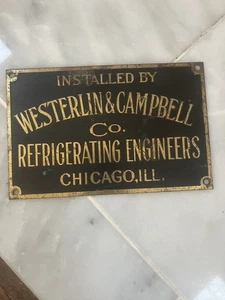 INSTALLED BY
WESTERLIN & CAMPBELL
CO.
REFRIGERATING ENGINEERS
CHICAGO, ILL.